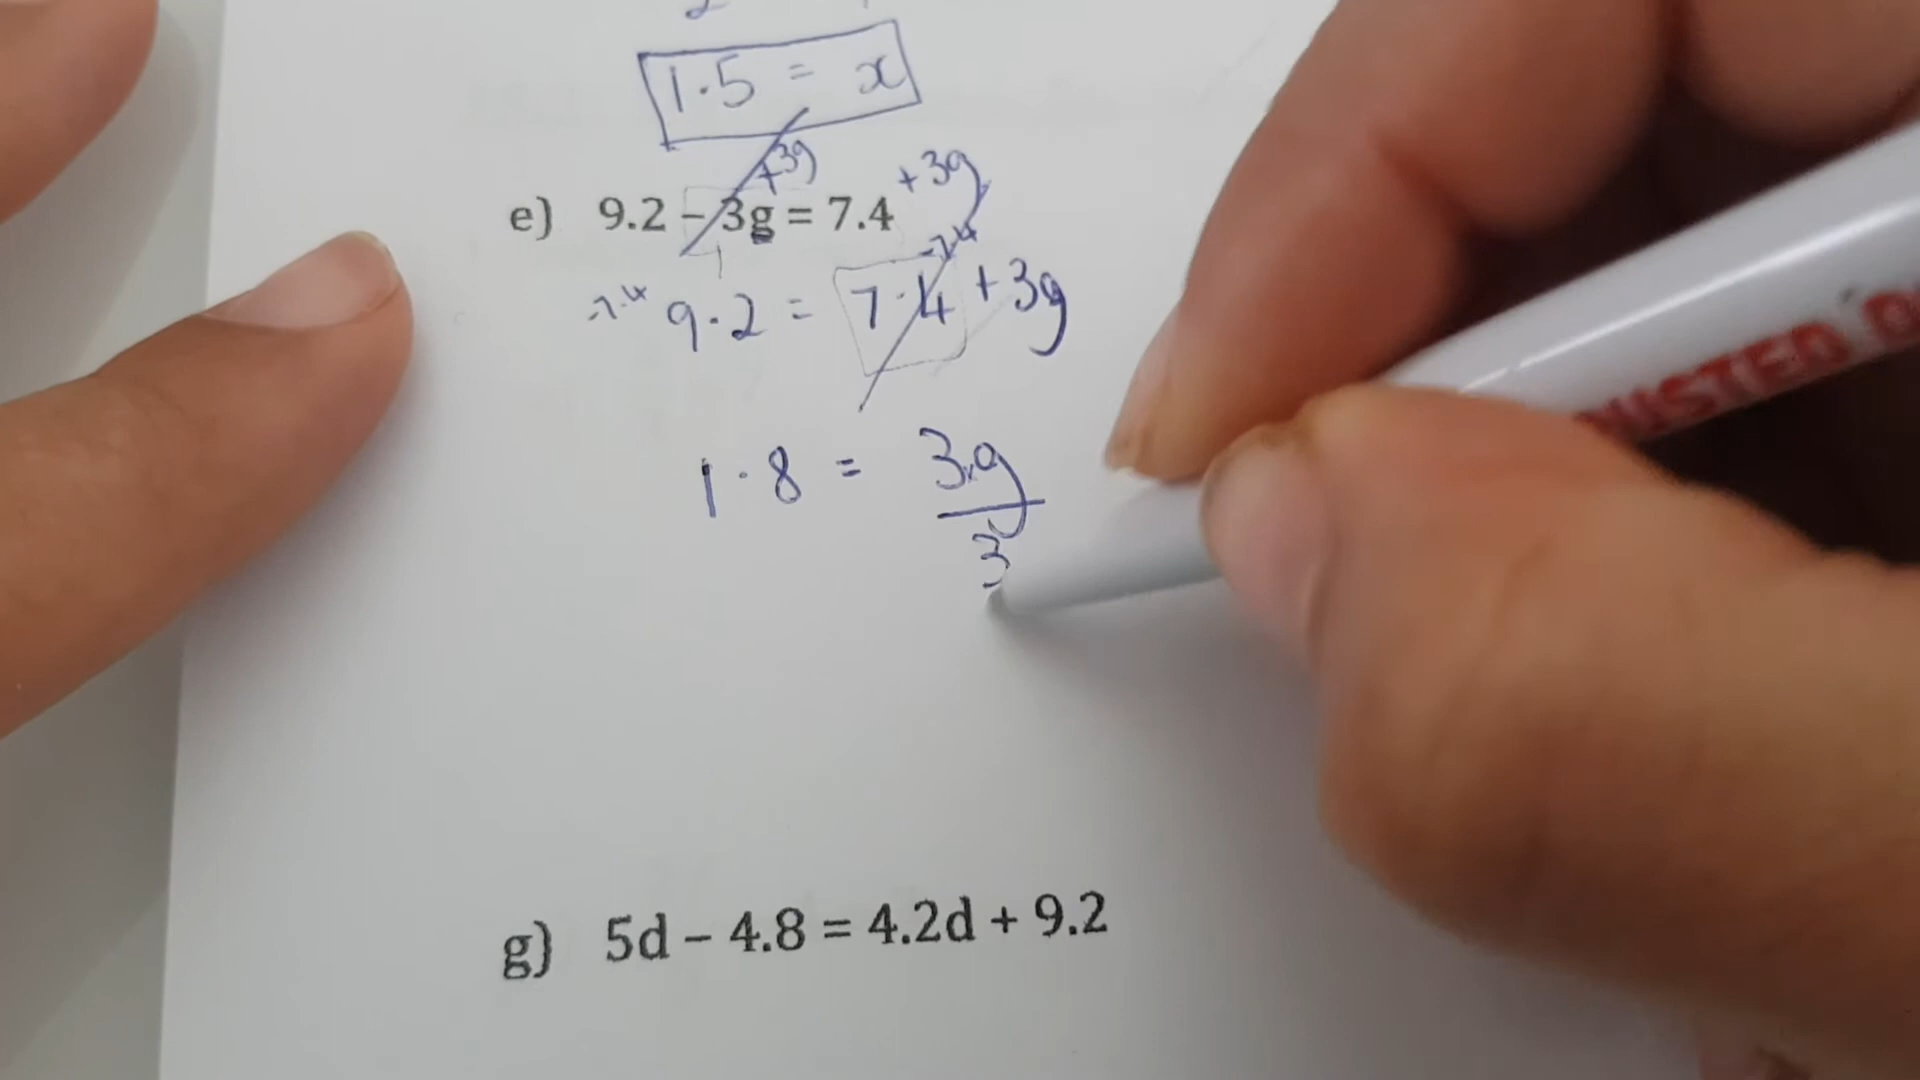 1.5 = x
+3g +3g
e) 9.2 – 3g = 7.4
-7.4 -7.4
9.2 = 7.4 + 3g
1.8 = 3g
3
g) 5d – 4.8 = 4.2d + 9.2